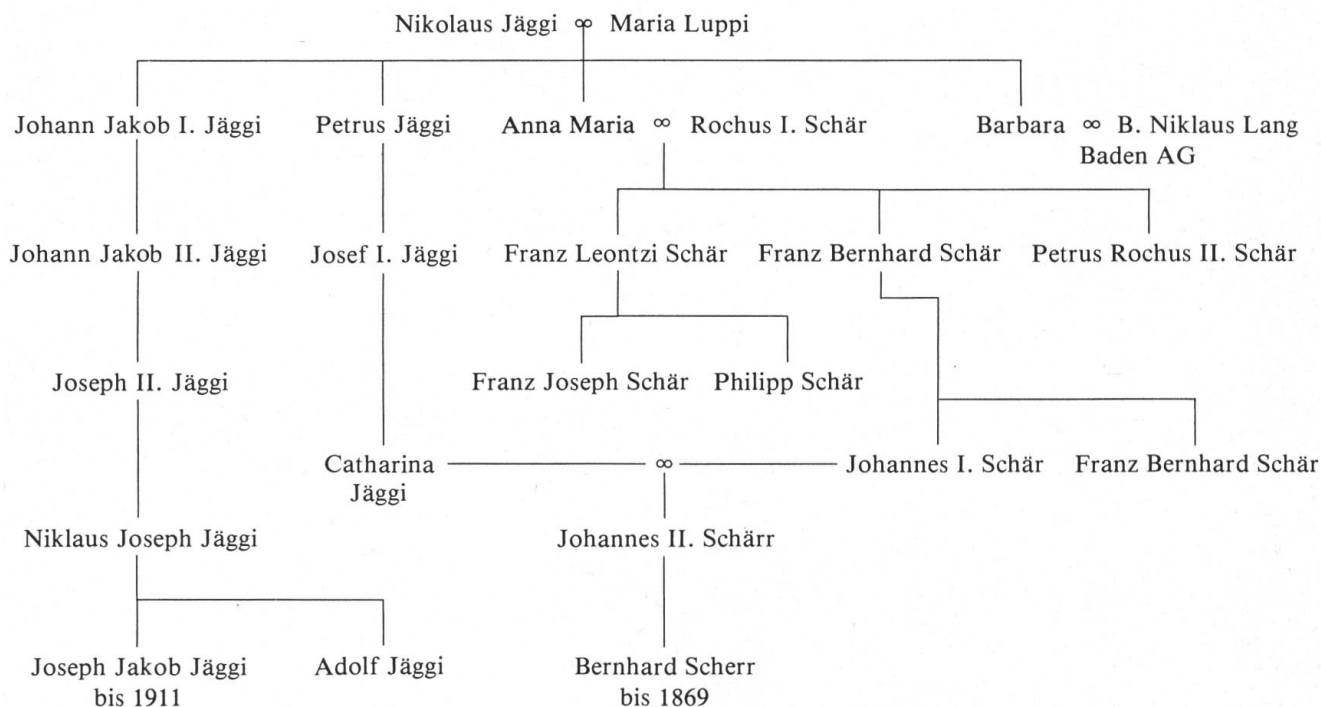 Nikolaus Jäggi ∞ Maria Luppi
Johann Jakob I. Jäggi Petrus Jäggi Anna Maria ∞ Rochus I. Schär Barbara ∞ B. Niklaus Lang
Baden AG
Johann Jakob II. Jäggi Josef I. Jäggi Franz Leontzi Schär Franz Bernhard Schär Petrus Rochus II. Schär
Joseph II. Jäggi Franz Joseph Schär Philipp Schär
Catharina ∞ Johannes I. Schär Franz Bernhard Schär
Jäggi
Niklaus Joseph Jäggi Johannes II. Schärr
Joseph Jakob Jäggi Adolf Jäggi Bernhard Scherr
bis 1911 bis 1869